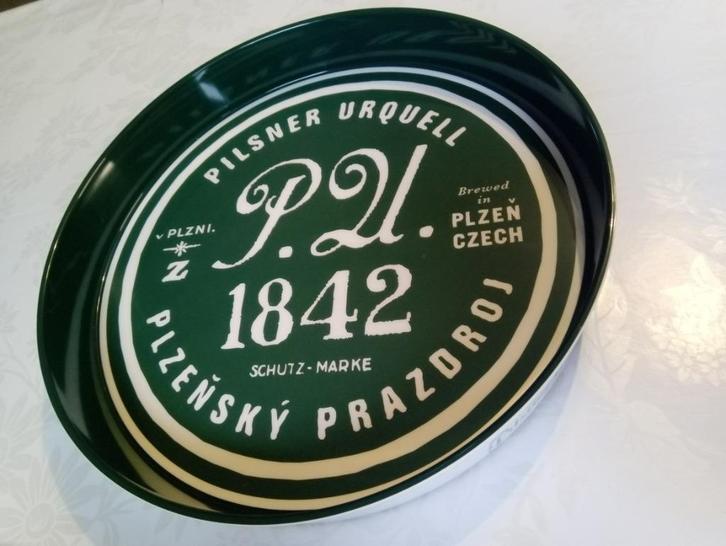 PILSNER URQUELL
P.U.
V PLZNI.
Z
Brewed
in
PLZEŇ
CZECH
1842
SCHUTZ-MARKE
PLZEŇSKÝ PRAZDROJ